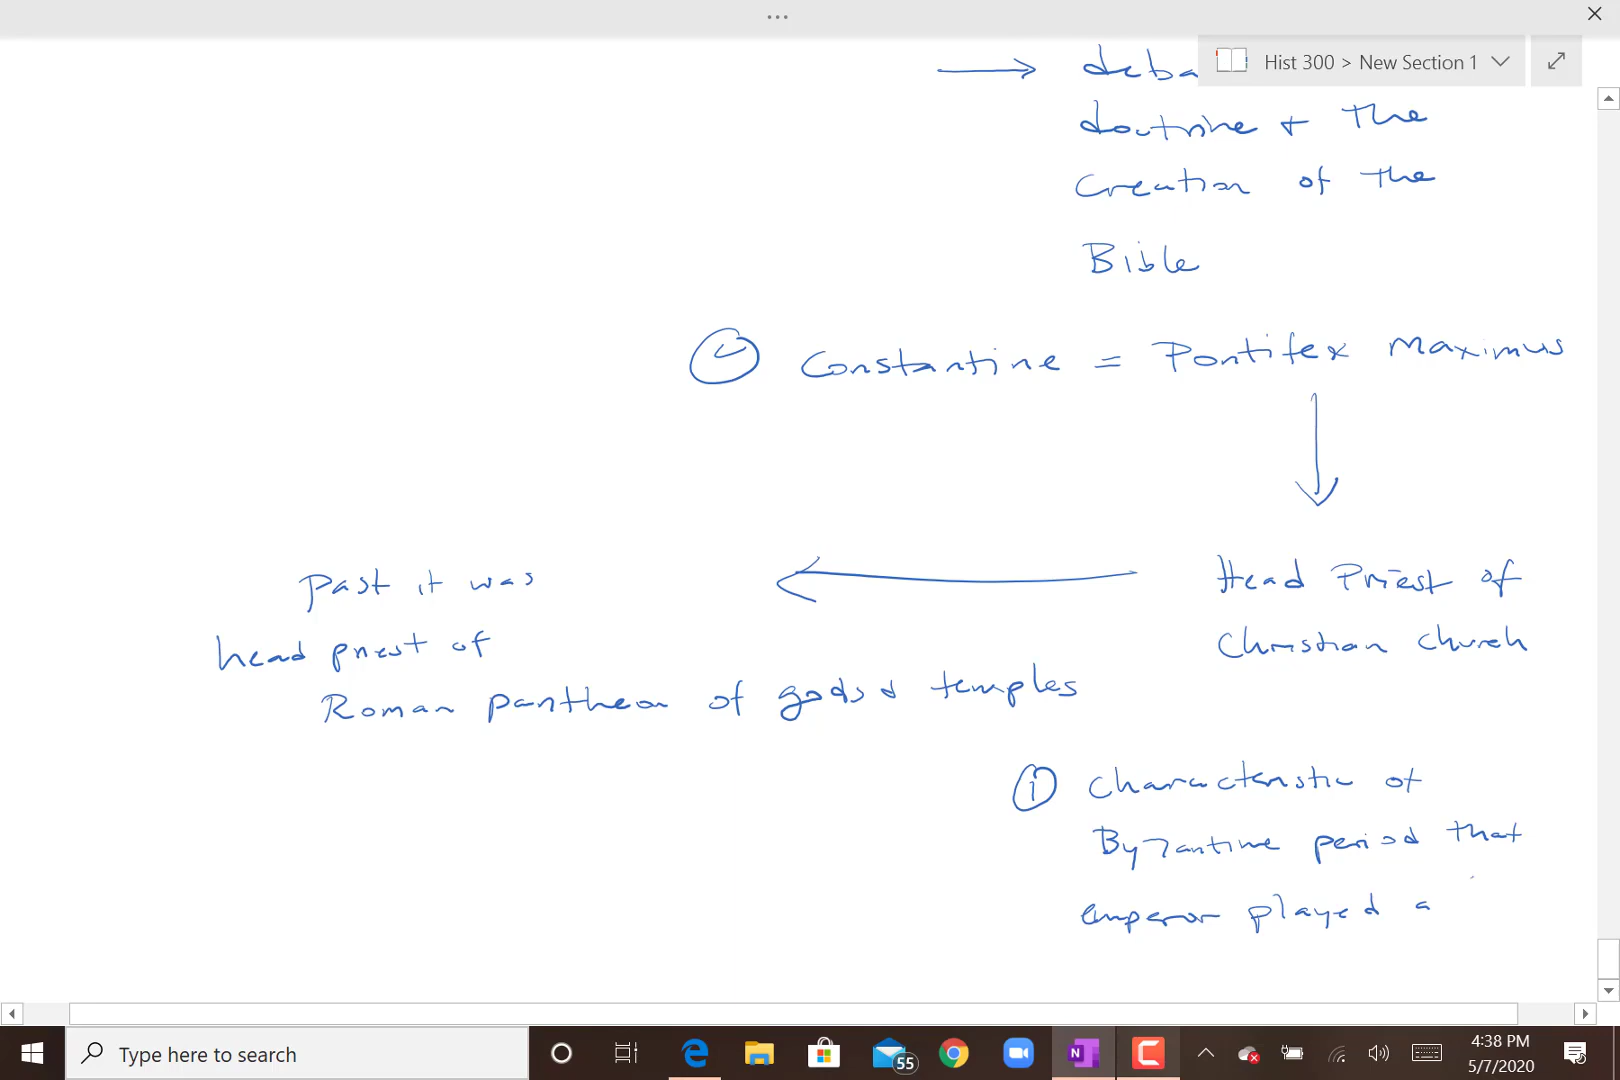 Hist 300 > New Section 1
→ deba
doctrine + the
creation of the
Bible
Constantine = Pontifex Maximus
Head Priest of
Christian church
Past it was
head priest of
Roman pantheon of gods & temples
① characteristic of
Byzantine period that
emperor played a
Type here to search
55
N
4:38 PM
5/7/2020